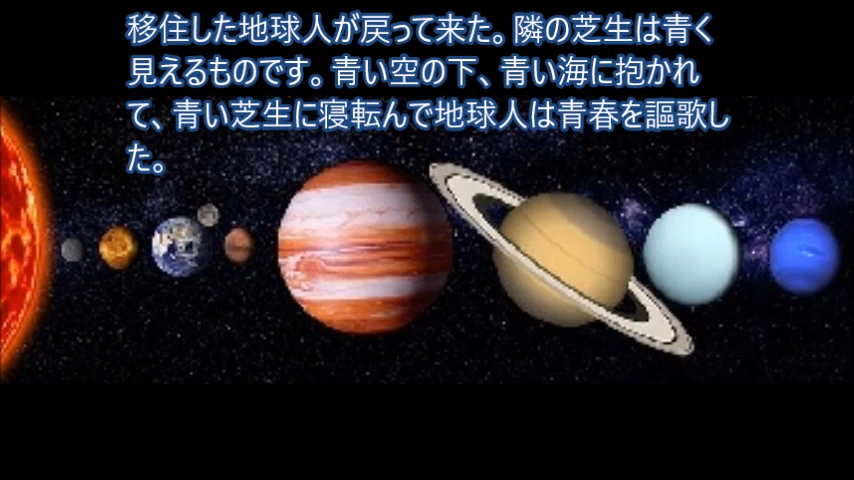 移住した地球人が戻って来た。隣の芝生は青く
見えるものです。青い空の下、青い海に抱かれ
て、青い芝生に寝転んで地球人は青春を謳歌し
た。